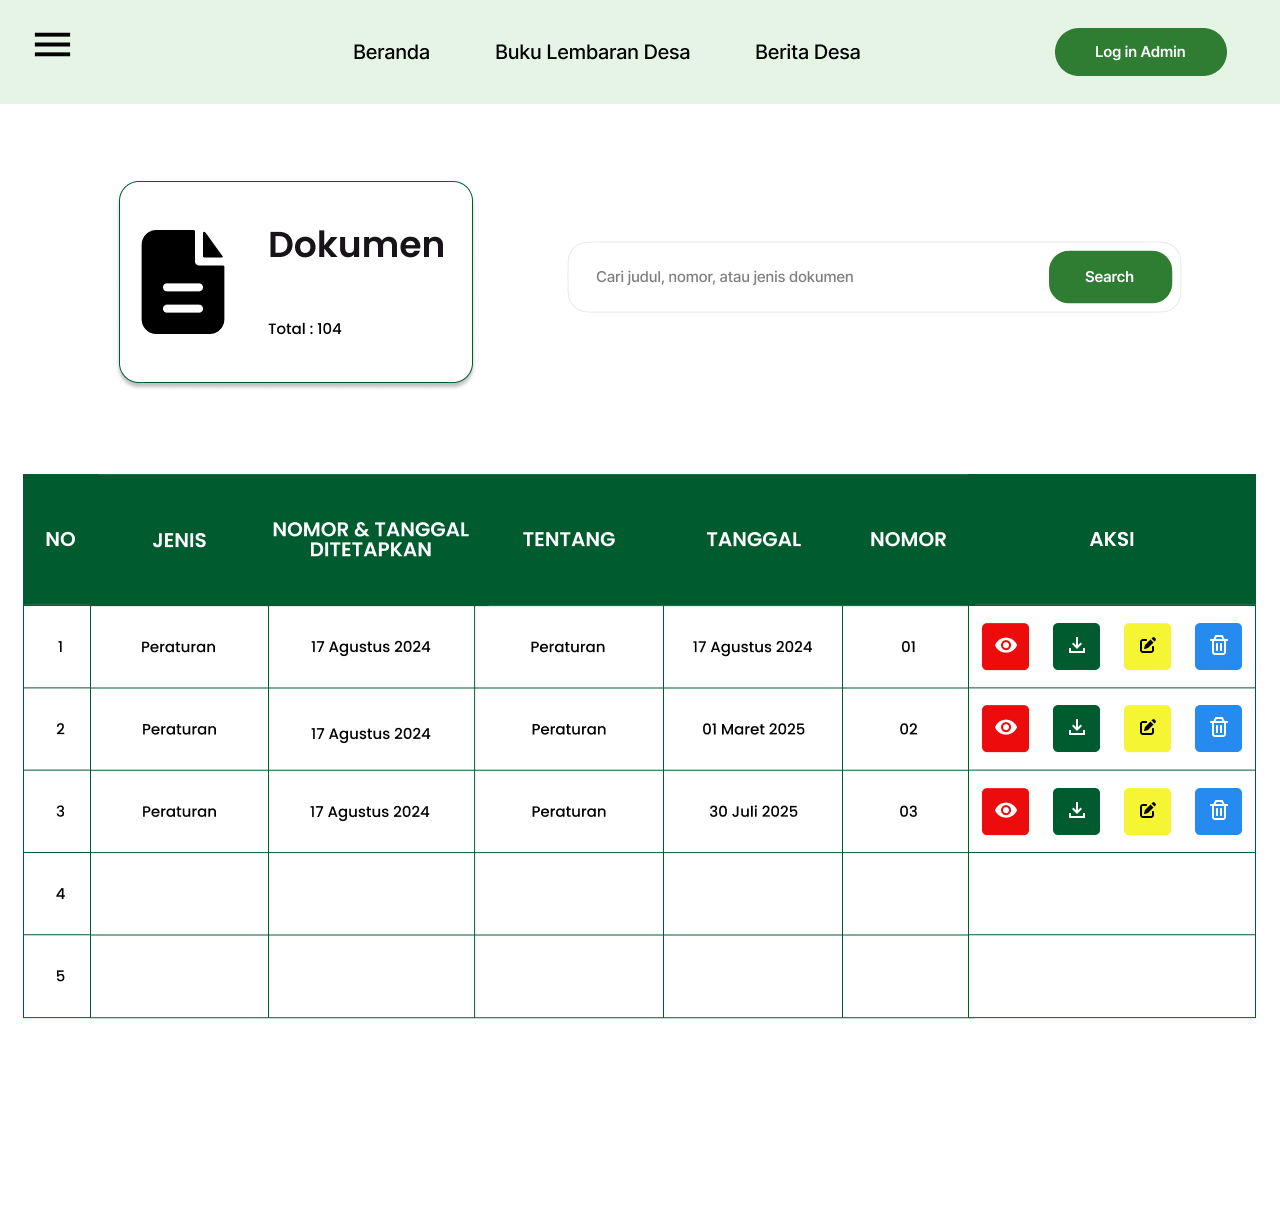 Beranda
Buku Lembaran Desa
Berita Desa
Log in Admin
Dokumen
Total : 104
Cari judul, nomor, atau jenis dokumen
Search
NO JENIS NOMOR & TANGGAL DITETAPKAN TENTANG TANGGAL NOMOR AKSI
1 Peraturan 17 Agustus 2024 Peraturan 17 Agustus 2024 01
2 Peraturan 17 Agustus 2024 Peraturan 01 Maret 2025 02
3 Peraturan 17 Agustus 2024 Peraturan 30 Juli 2025 03
4
5